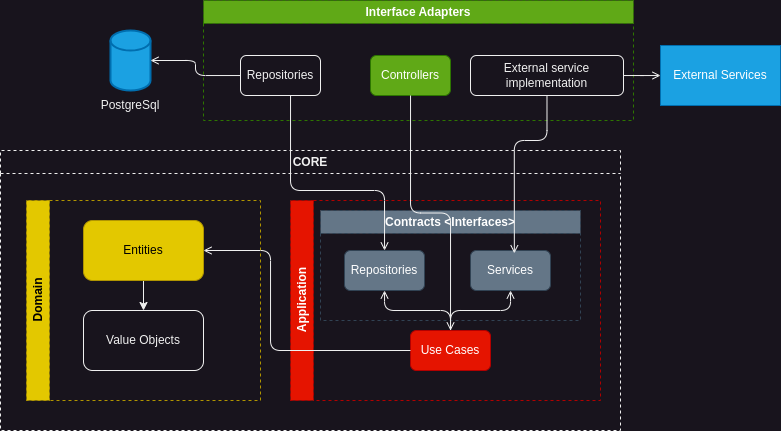 Interface Adapters
PostgreSql
Repositories
Controllers
External service
implementation
External Services
CORE
Domain
Entities
Value Objects
Application
Contracts <Interfaces>
Repositories
Services
Use Cases